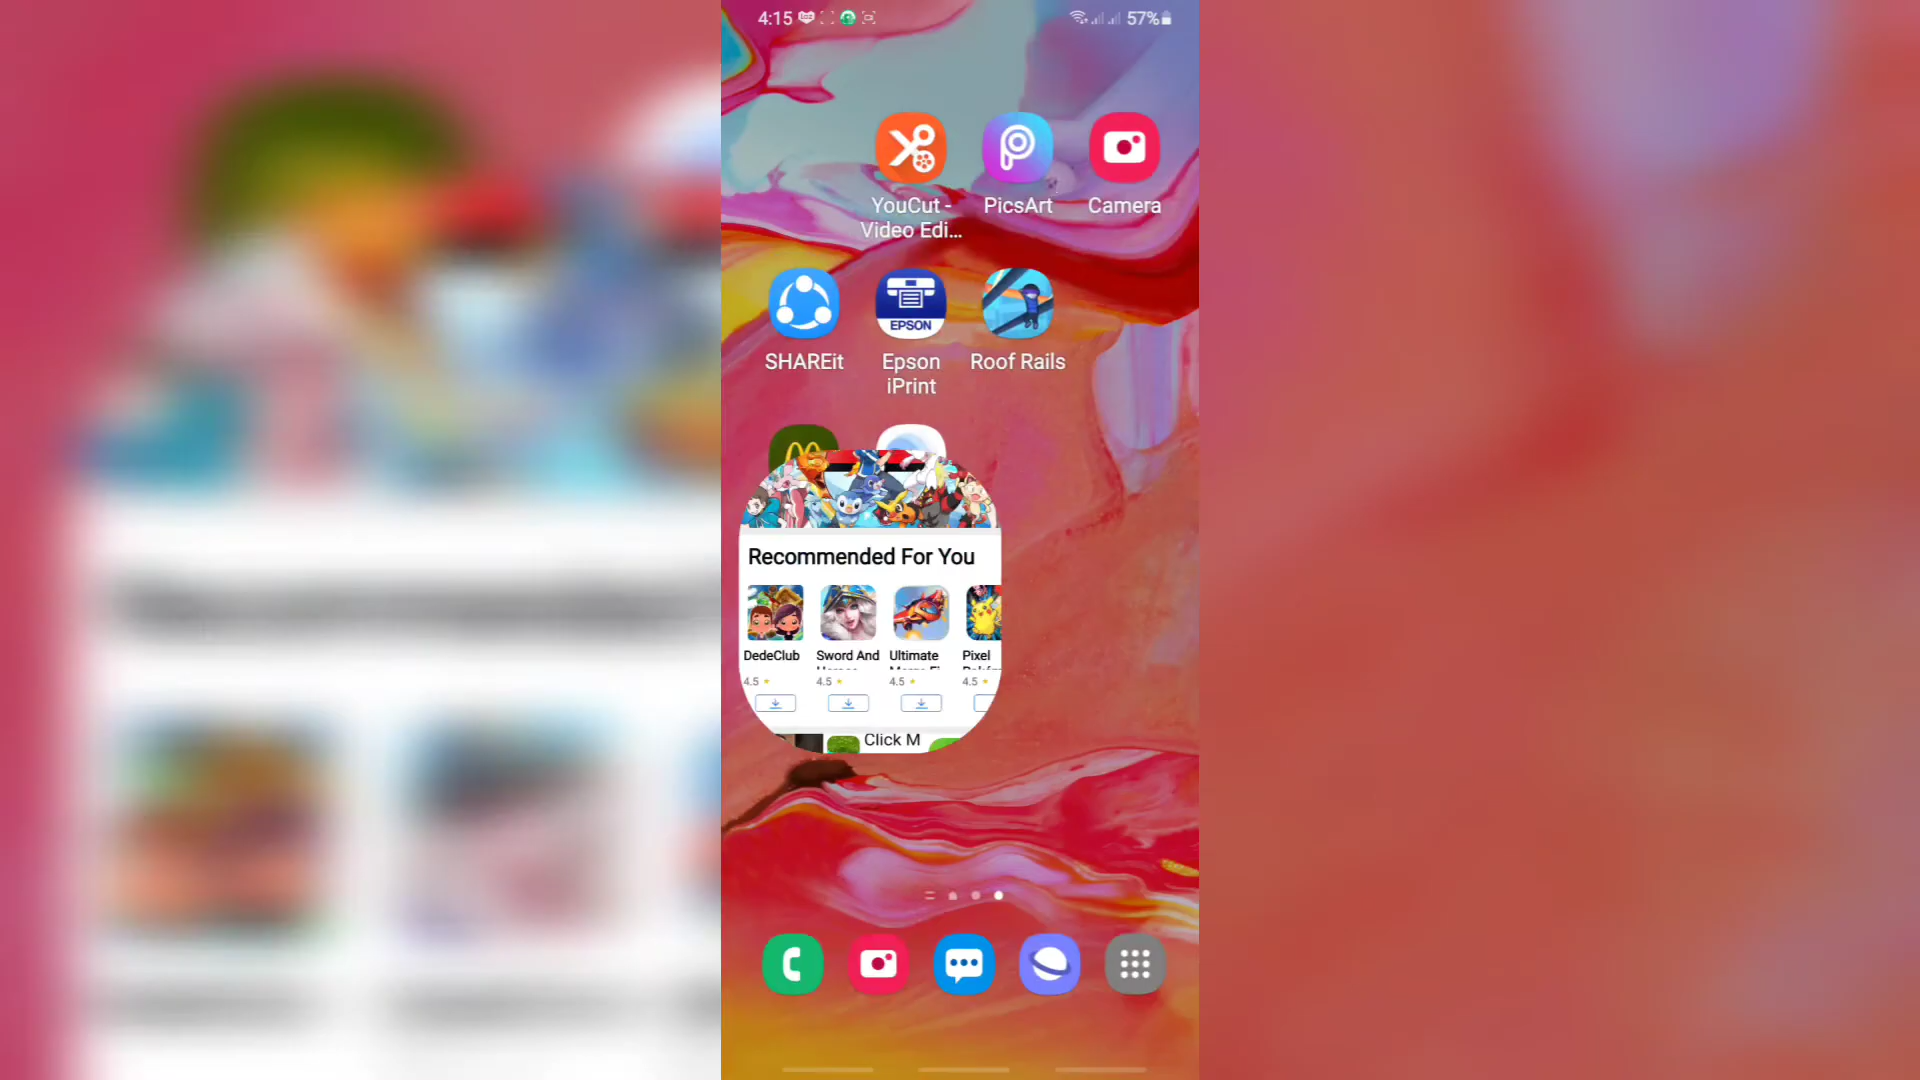 4:15
57%
YouCut -
Video Edi...
PicsArt
Camera
EPSON
SHAREit
Epson
iPrint
Roof Rails
Recommended For You
DedeClub
Sword And
Ultimate
Pixel
4.5
4.5
4.5
4.5
Click M